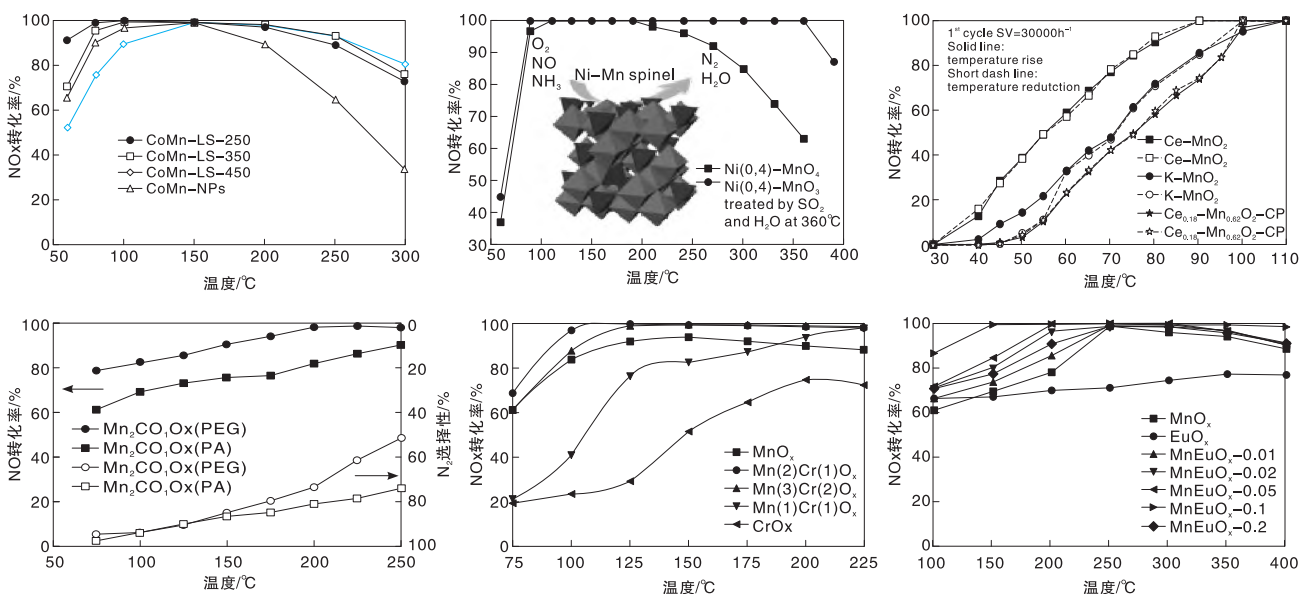 100
80
60
40
20
0
NOx转化率/%
CoMn-LS-250
CoMn-LS-350
CoMn-LS-450
CoMn-NPs
50
100
150
200
250
300
温度/℃
100
90
80
70
60
50
40
30
NO转化率/%
O2
NO
NH3
Ni-Mn spinel
N2
H2O
Ni(0,4)-MnO4
Ni(0,4)-MnO3
treated by SO2
and H2O at 360℃
50
100
150
200
250
300
350
400
温度/℃
100
80
60
40
20
0
NO转化率/%
1st cycle SV=30000h-1
Solid line:
temperature rise
Short dash line:
temperature redutction
Ce-MnO2
Ce-MnO2
K-MnO2
K-MnO2
Ce0.18-Mn0.62O2-CP
Ce0.18-Mn0.62O2-CP
30
40
50
60
70
80
90
100
110
温度/℃
100
80
60
40
20
0
NO转化率/%
0
20
40
60
80
100
N2选择性/%
Mn2CO1Ox(PEG)
Mn2CO1Ox(PA)
Mn2CO1Ox(PEG)
Mn2CO1Ox(PA)
50
100
150
200
250
温度/℃
100
80
60
40
20
0
NOx转化率/%
MnOx
Mn(2)Cr(1)Ox
Mn(3)Cr(2)Ox
Mn(1)Cr(1)Ox
CrOx
75
100
125
150
175
200
225
温度/℃
100
80
60
40
20
0
NOx转化率/%
MnOx
EuOx
MnEuOx-0.01
MnEuOx-0.02
MnEuOx-0.05
MnEuOx-0.1
MnEuOx-0.2
100
150
200
250
300
350
400
温度/℃